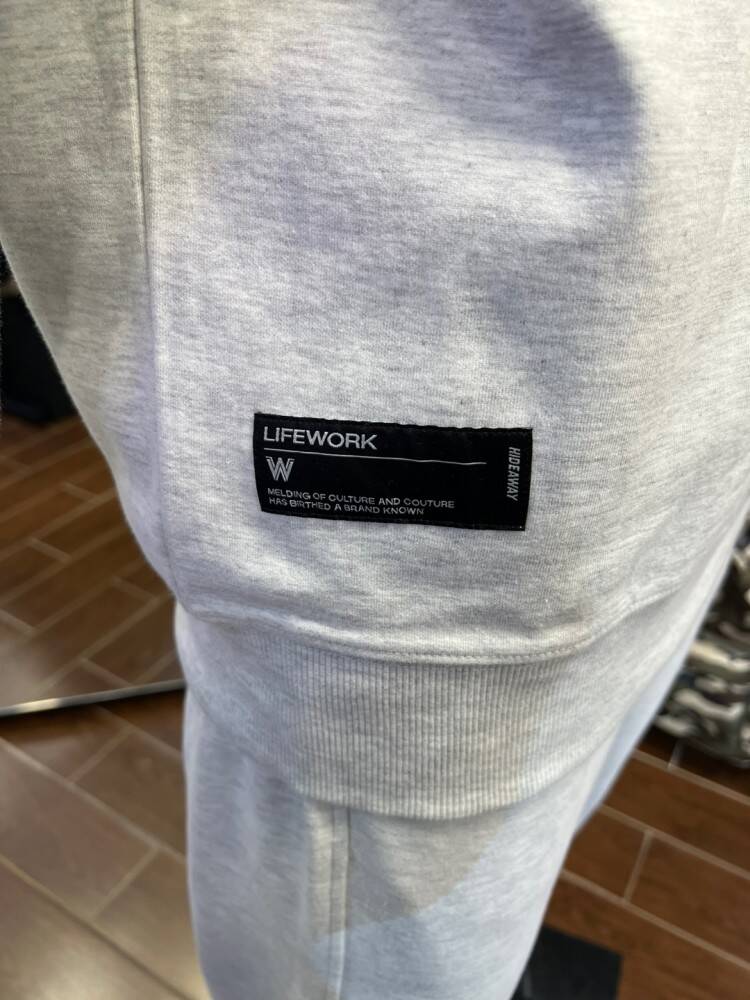 LIFEWORK
W
MELDING OF CULTURE AND COUTURE
HAS BIRTHED A BRAND KNOWN
HIDEAWAY